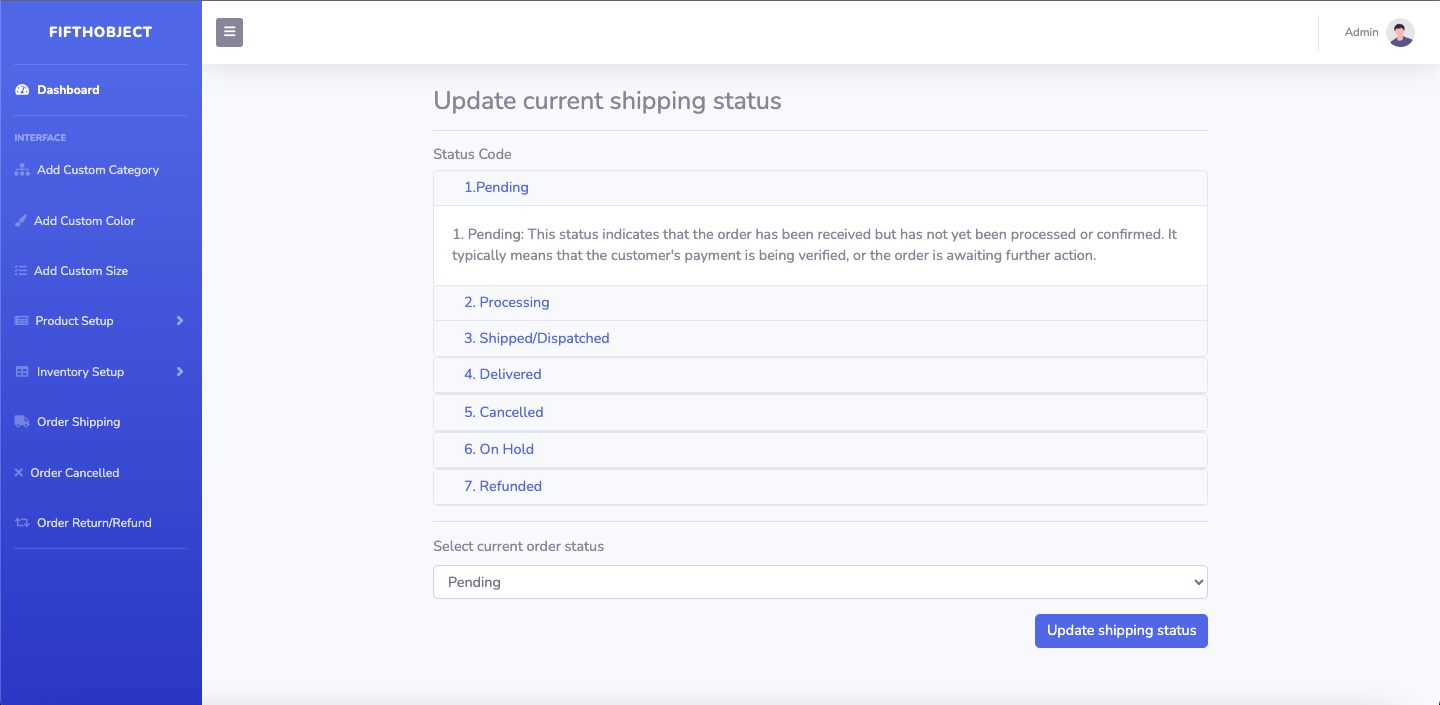 FIFTHOBJECT
Admin
Dashboard
INTERFACE
Add Custom Category
Add Custom Color
Add Custom Size
Product Setup
Inventory Setup
Order Shipping
Order Cancelled
Order Return/Refund
Update current shipping status
Status Code
1.Pending
1. Pending: This status indicates that the order has been received but has not yet been processed or confirmed. It
typically means that the customer's payment is being verified, or the order is awaiting further action.
2. Processing
3. Shipped/Dispatched
4. Delivered
5. Cancelled
6. On Hold
7. Refunded
Select current order status
Pending
Update shipping status